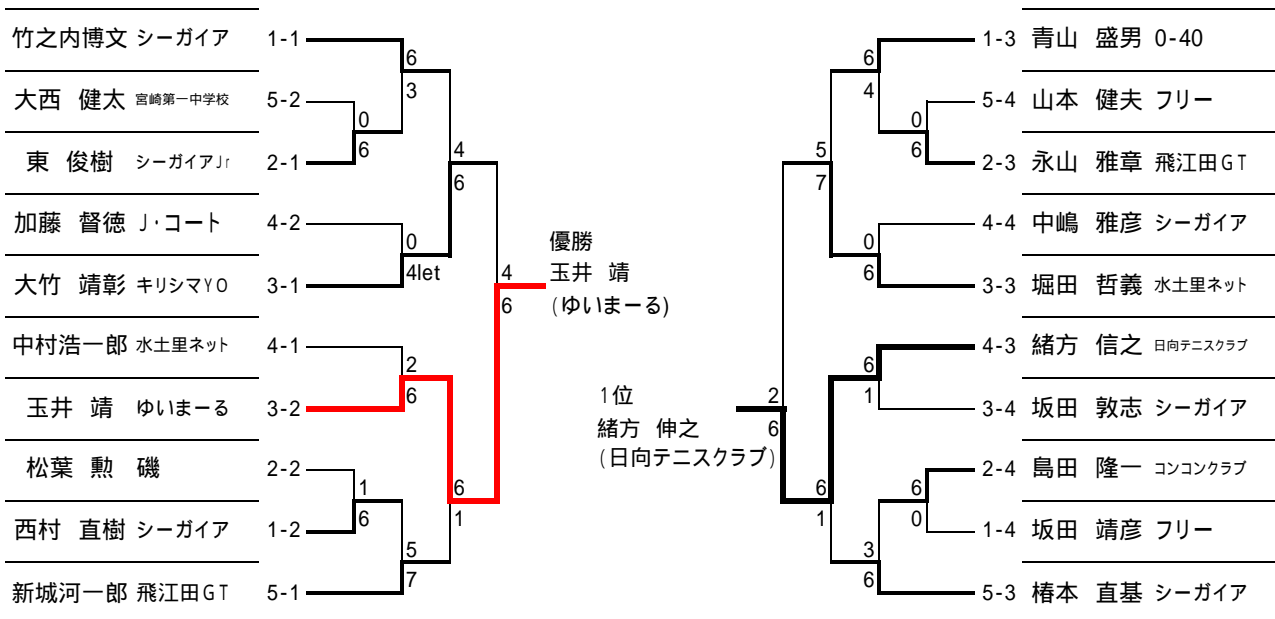 竹之内博文 シーガイア 1-1
大西 健太 宮崎第一中学校 5-2
東 俊樹 シーガイアJr 2-1
加藤 督徳 J・コート 4-2
大竹 靖彰 キリシマYO 3-1
中村浩一郎 水土里ネット 4-1
玉井 靖 ゆいまーる 3-2
松葉 勲 磯 2-2
西村 直樹 シーガイア 1-2
新城河一郎 飛江田GT 5-1
6
3
0
6
4
6
0
4let
2
6
1
6
5
7
6
1
4
6
優勝
玉井 靖
(ゆいまーる)
1位
緒方 伸之
(日向テニスクラブ)
2
6
5
7
6
1
6
4
0
6
0
6
6
1
6
0
3
6
1-3 青山 盛男 0-40
5-4 山本 健夫 フリー
2-3 永山 雅章 飛江田GT
4-4 中嶋 雅彦 シーガイア
3-3 堀田 哲義 水土里ネット
4-3 緒方 信之 日向テニスクラブ
3-4 坂田 敦志 シーガイア
2-4 島田 隆一 コンコンクラブ
1-4 坂田 靖彦 フリー
5-3 椿本 直基 シーガイア